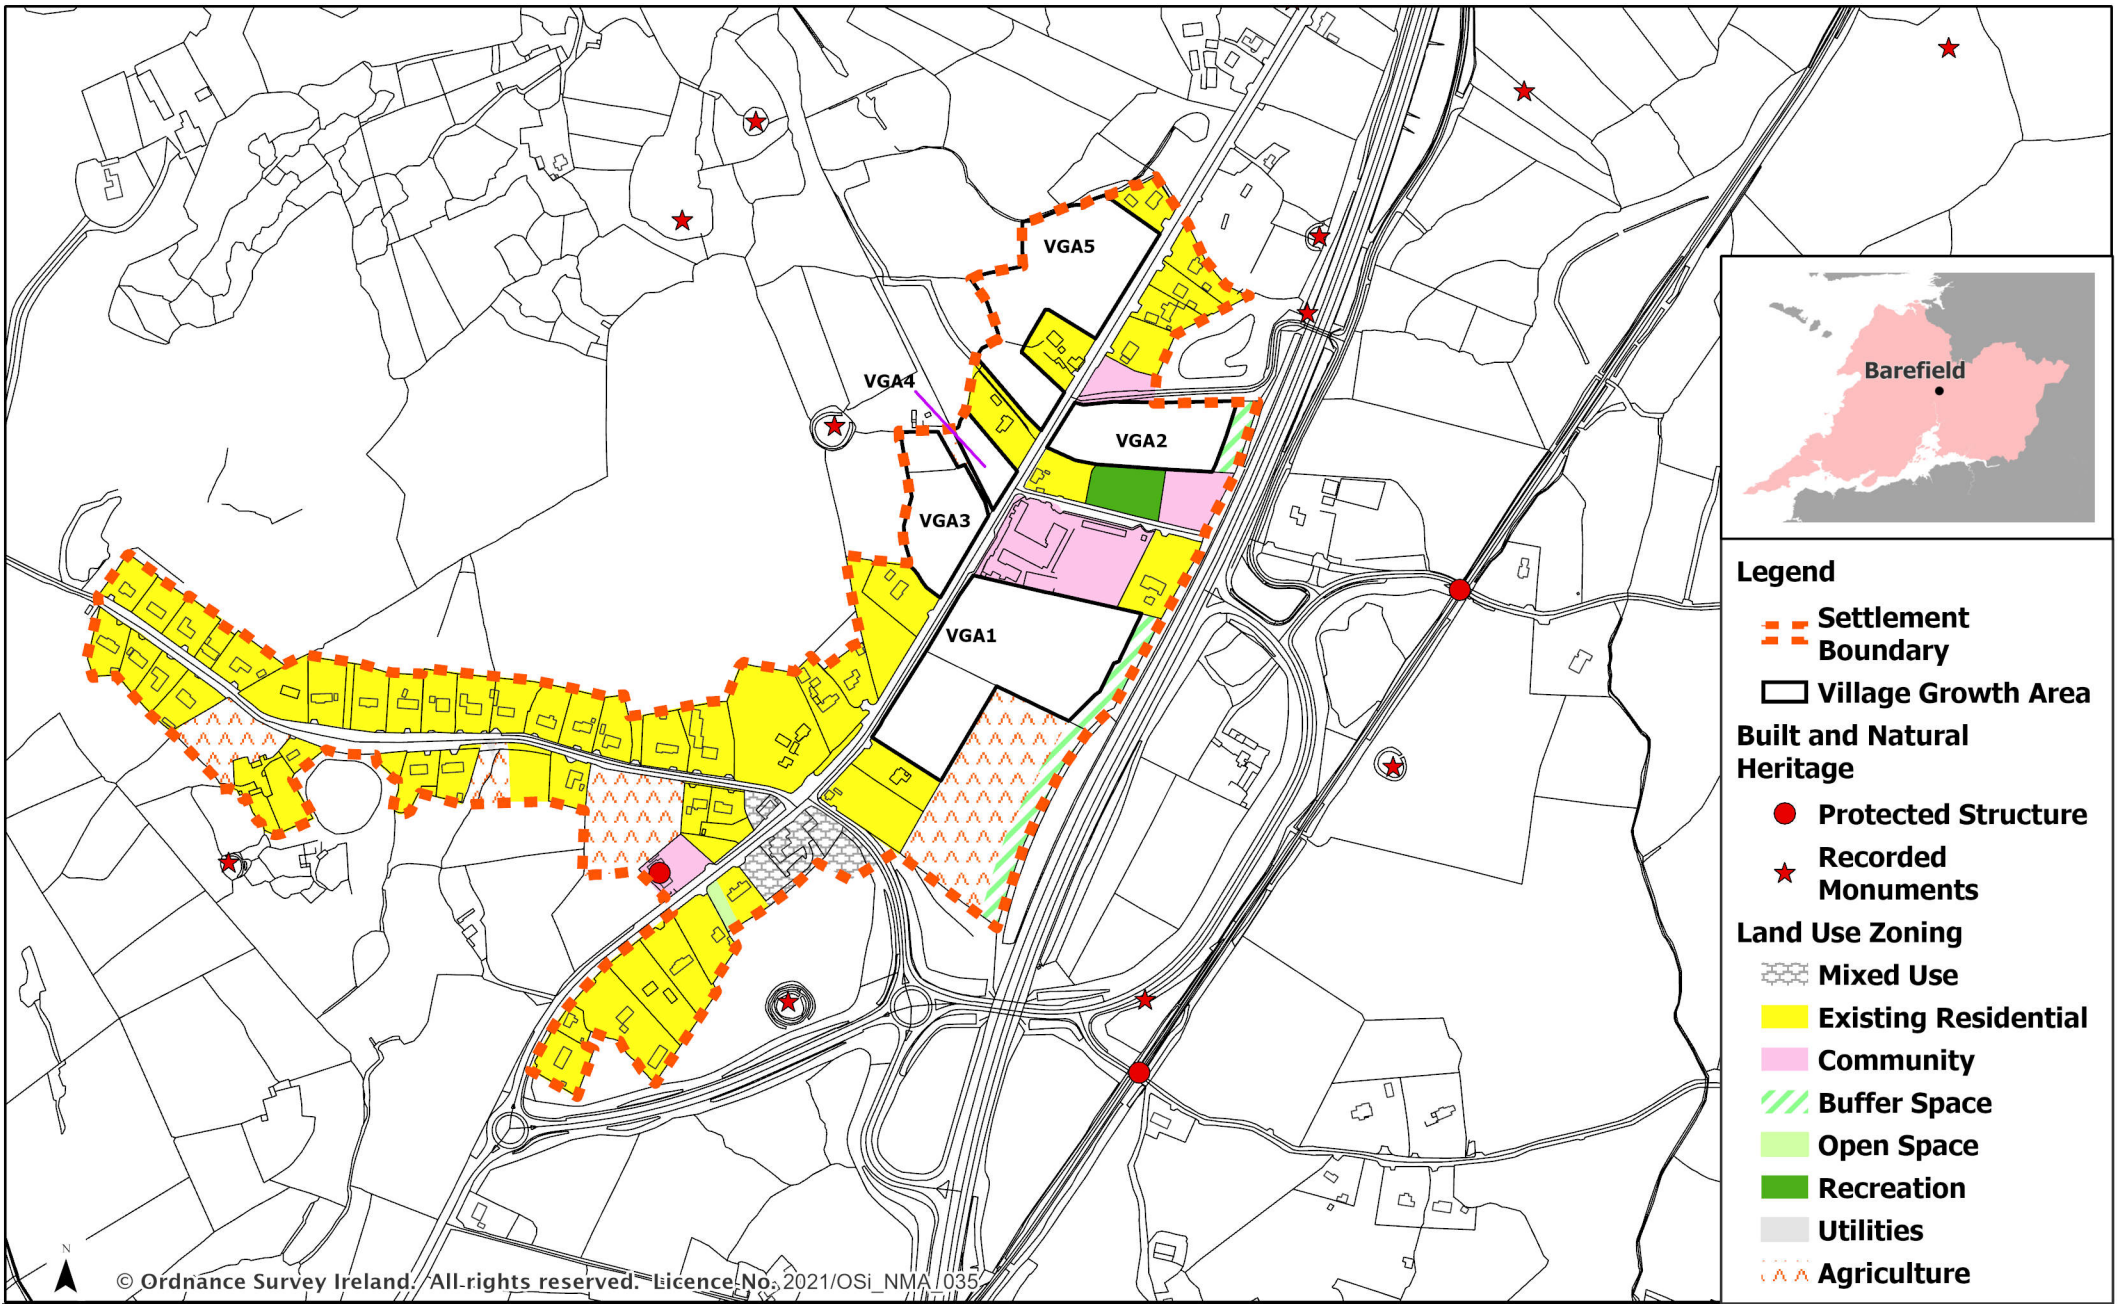 VGA5
VGA4
VGA2
VGA3
VGA1
Barefield
Legend
Settlement
Boundary
Village Growth Area
Built and Natural
Heritage
Protected Structure
Recorded
Monuments
Land Use Zoning
Mixed Use
Existing Residential
Community
Buffer Space
Open Space
Recreation
Utilities
Agriculture
N
© Ordnance Survey Ireland. All rights reserved. Licence No. 2021/OSi_NMA_035